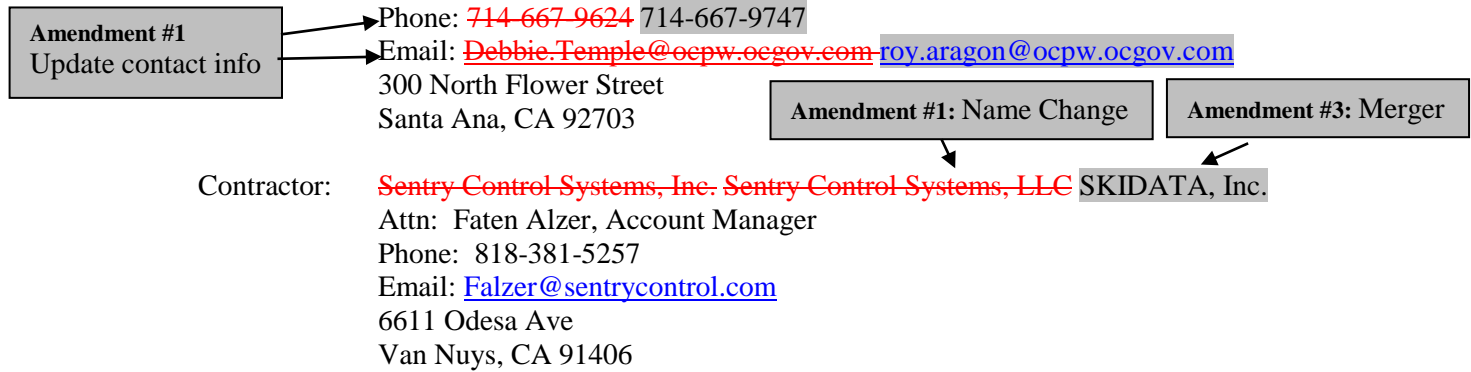 Amendment #1
Update contact info
Phone: 714-667-9624 714-667-9747
Email: Debbie.Temple@ocpw.ocgov.com roy.aragon@ocpw.ocgov.com
300 North Flower Street
Santa Ana, CA 92703
Amendment #1: Name Change
Amendment #3: Merger
Contractor: Sentry Control Systems, Inc. Sentry Control Systems, LLC SKIDATA, Inc.
Attn: Faten Alzer, Account Manager
Phone: 818-381-5257
Email: Falzer@sentrycontrol.com
6611 Odesa Ave
Van Nuys, CA 91406